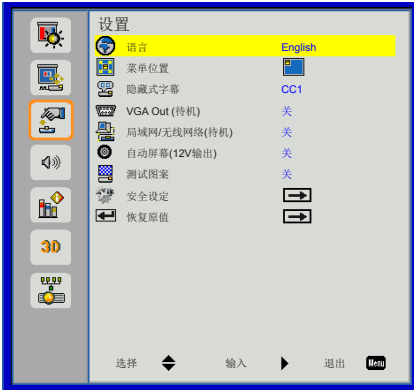 设置
语言 English
菜单位置
隐藏式字幕 CC1
VGA Out (待机) 关
局域网/无线网络(待机) 关
自动屏幕(12V输出) 关
测试图案 关
安全设定
恢复原值
3D
选择 输入 退出 Menu